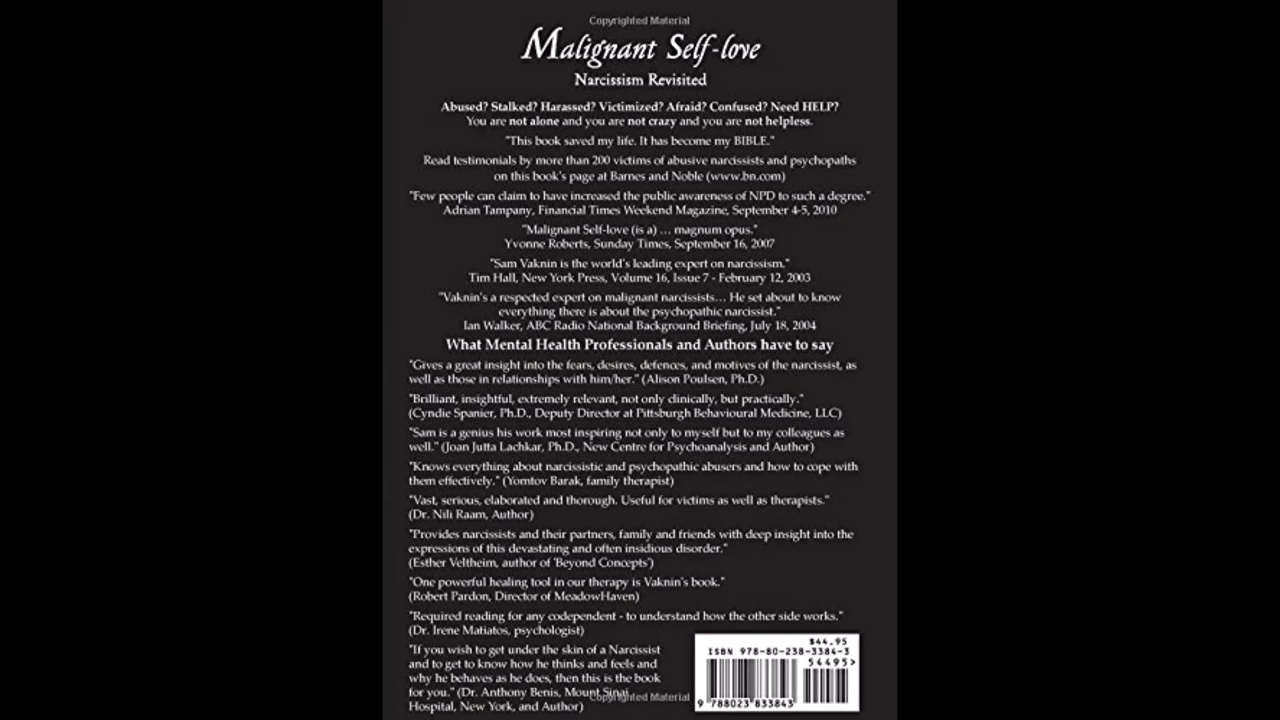 Copyrighted Material
Malignant Self-love
Narcissism Revisited
Abused? Stalked? Harassed? Victimized? Afraid? Confused? Need HELP?
You are not alone and you are not crazy and you are not helpless.
"This book saved my life. It has become my BIBLE."
Read testimonials by more than 200 victims of abusive narcissists and psychopaths
on this book's page at Barnes and Noble (www.bn.com)
"Few people can claim to have increased the public awareness of NPD to such a degree."
Adrian Tampany, Financial Times Weekend Magazine, September 4-5, 2010
"Malignant Self-love (is a) ... magnum opus."
Yvonne Roberts, Sunday Times, September 16, 2007
"Sam Vaknin is the world's leading expert on narcissism."
Tim Hall, New York Press, Volume 16, Issue 7 - February 12, 2003
"Vaknin's a respected expert on malignant narcissists... He set about to know
everything there is about the psychopathic narcissist."
Ian Walker, ABC Radio National Background Briefing, July 18, 2004
What Mental Health Professionals and Authors have to say
"Gives a great insight into the fears, desires, defences, and motives of the narcissist, as
well as those in relationships with him/her." (Alison Poulsen, Ph.D.)
"Brilliant, insightful, extremely relevant, not only clinically, but practically."
(Cyndie Spanier, Ph.D., Deputy Director at Pittsburgh Behavioural Medicine, LLC)
"Sam is a genius his work most inspiring not only to myself but to my colleagues as
well." (Joan Jutta Lachkar, Ph.D., New Centre for Psychoanalysis and Author)
"Knows everything about narcissistic and psychopathic abusers and how to cope with
them effectively." (Yomtov Barak, family therapist)
"Vast, serious, elaborated and thorough. Useful for victims as well as therapists."
(Dr. Nili Raam, Author)
"Provides narcissists and their partners, family and friends with deep insight into the
expressions of this devastating and often insidious disorder."
(Esther Veltheim, author of 'Beyond Concepts')
"One powerful healing tool in our therapy is Vaknin's book."
(Robert Pardon, Director of MeadowHaven)
"Required reading for any codependent - to understand how the other side works."
(Dr. Irene Matiatos, psychologist)
"If you wish to get under the skin of a Narcissist
and to get to know how he thinks and feels and
why he behaves as he does, then this is the book
for you." (Dr. Anthony Benis, Mount Sinai
Hospital, New York, and Author)
Copyrighted Material
$44.95
ISBN 978-80-238-3384-3
54495>
9 788023 833843